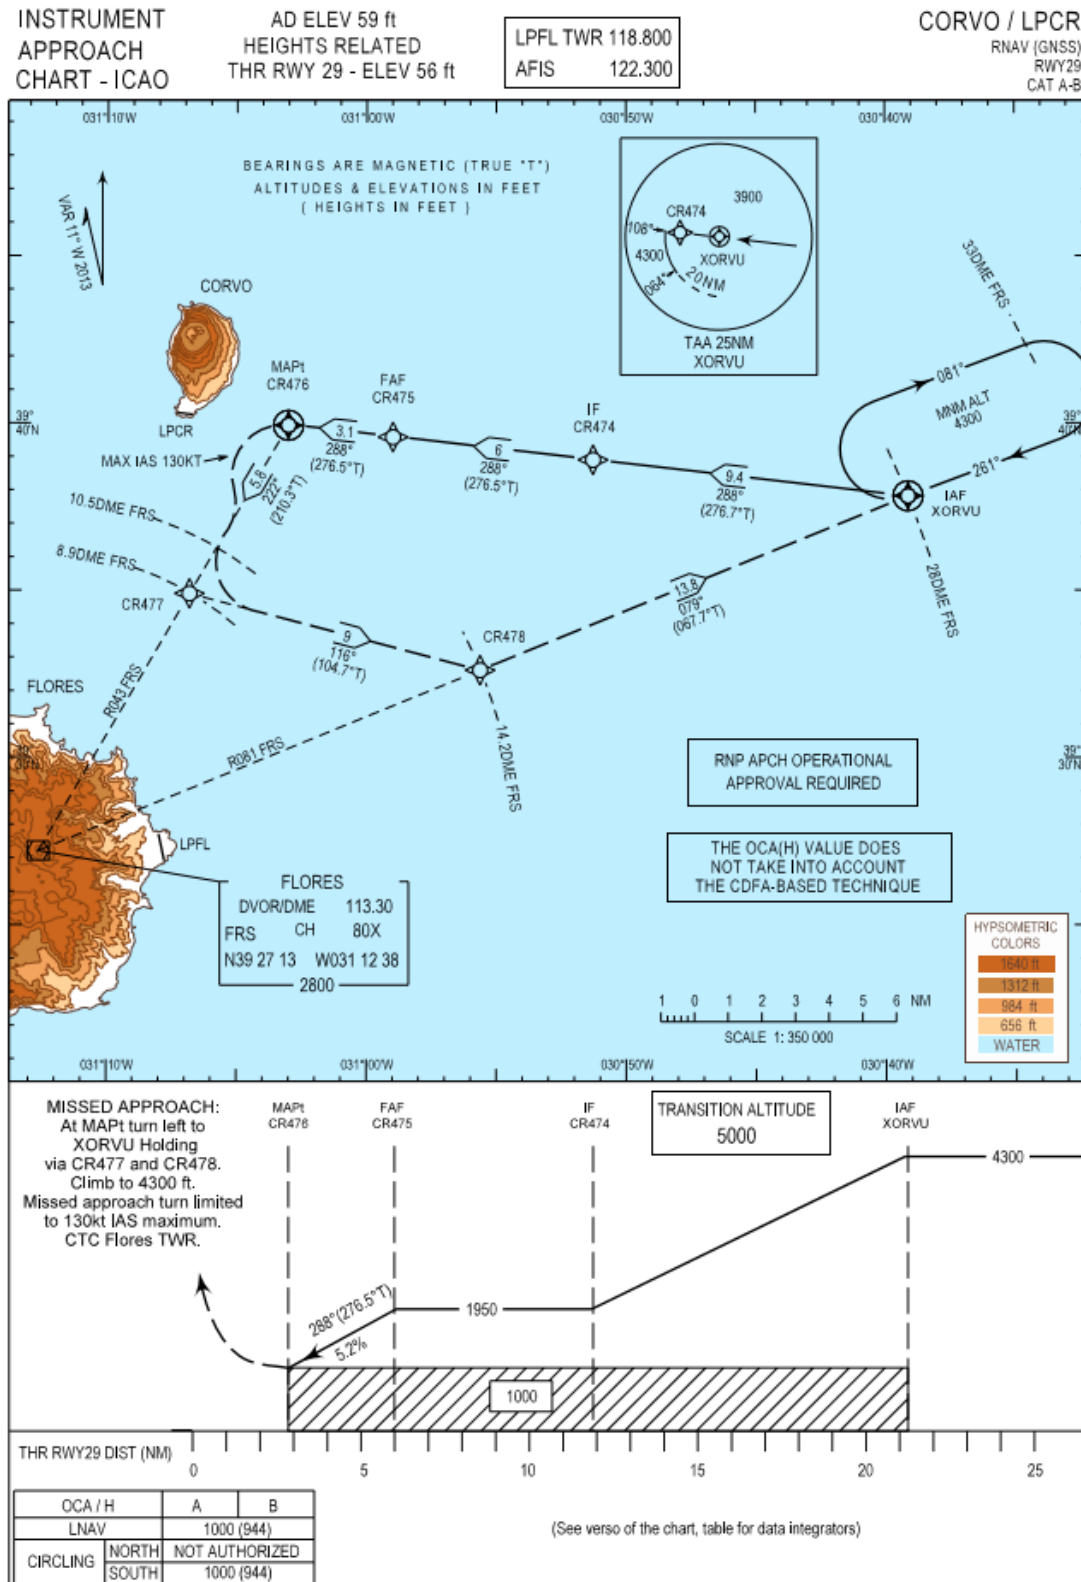 INSTRUMENT
APPROACH
CHART - ICAO
AD ELEV 59 ft
HEIGHTS RELATED
THR RWY 29 - ELEV 56 ft
LPFL TWR 118.800
AFIS 122.300
CORVO / LPCR
RNAV (GNSS)
RWY29
CAT A-B
031°10'W
031°00'W
030°50'W
030°40'W
BEARINGS ARE MAGNETIC (TRUE "T")
ALTITUDES & ELEVATIONS IN FEET
( HEIGHTS IN FEET )
VAR 11° W 2013
3900
CR474
108°
4300
XORVU
064°
20NM
TAA 25NM
XORVU
33DME FRS
CORVO
MAPt
CR476
FAF
CR475
IF
CR474
081°
MNM ALT
4300
39°
40'N
39°
40'N
LPCR
MAX IAS 130KT
3.1
288°
(276.5°T)
6
288°
(276.5°T)
9.4
288°
(276.7°T)
261°
IAF
XORVU
5.8
222°
(210.3°T)
10.5DME FRS
8.9DME FRS
CR477
28DME FRS
13.8
079°
(067.7°T)
9
116°
(104.7°T)
CR478
FLORES
R043 FRS
R081 FRS
14.2DME FRS
39°
30'N
39°
30'N
RNP APCH OPERATIONAL
APPROVAL REQUIRED
LPFL
THE OCA(H) VALUE DOES
NOT TAKE INTO ACCOUNT
THE CDFA-BASED TECHNIQUE
FLORES
DVOR/DME 113.30
FRS CH 80X
N39 27 13 W031 12 38
2800
HYPSOMETRIC
COLORS
1640 ft
1312 ft
984 ft
656 ft
WATER
1 0 1 2 3 4 5 6 NM
SCALE 1: 350 000
031°10'W
031°00'W
030°50'W
030°40'W
MISSED APPROACH:
At MAPt turn left to
XORVU Holding
via CR477 and CR478.
Climb to 4300 ft.
Missed approach turn limited
to 130kt IAS maximum.
CTC Flores TWR.
MAPt
CR476
FAF
CR475
IF
CR474
TRANSITION ALTITUDE
5000
IAF
XORVU
4300
288°(276.5°T)
5.2%
1950
1000
THR RWY29 DIST (NM)
0 5 10 15 20 25
OCA / H A B
LNAV 1000 (944)
CIRCLING NORTH NOT AUTHORIZED
SOUTH 1000 (944)
(See verso of the chart, table for data integrators)